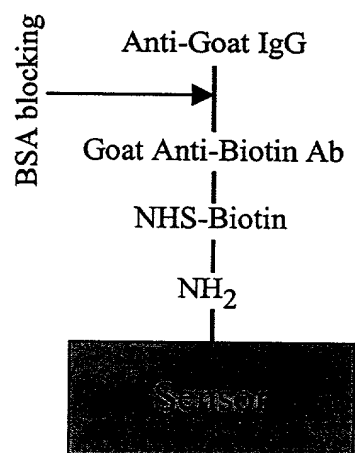 Anti-Goat IgG
BSA blocking
Goat Anti-Biotin Ab
NHS-Biotin
NH2
Sensor